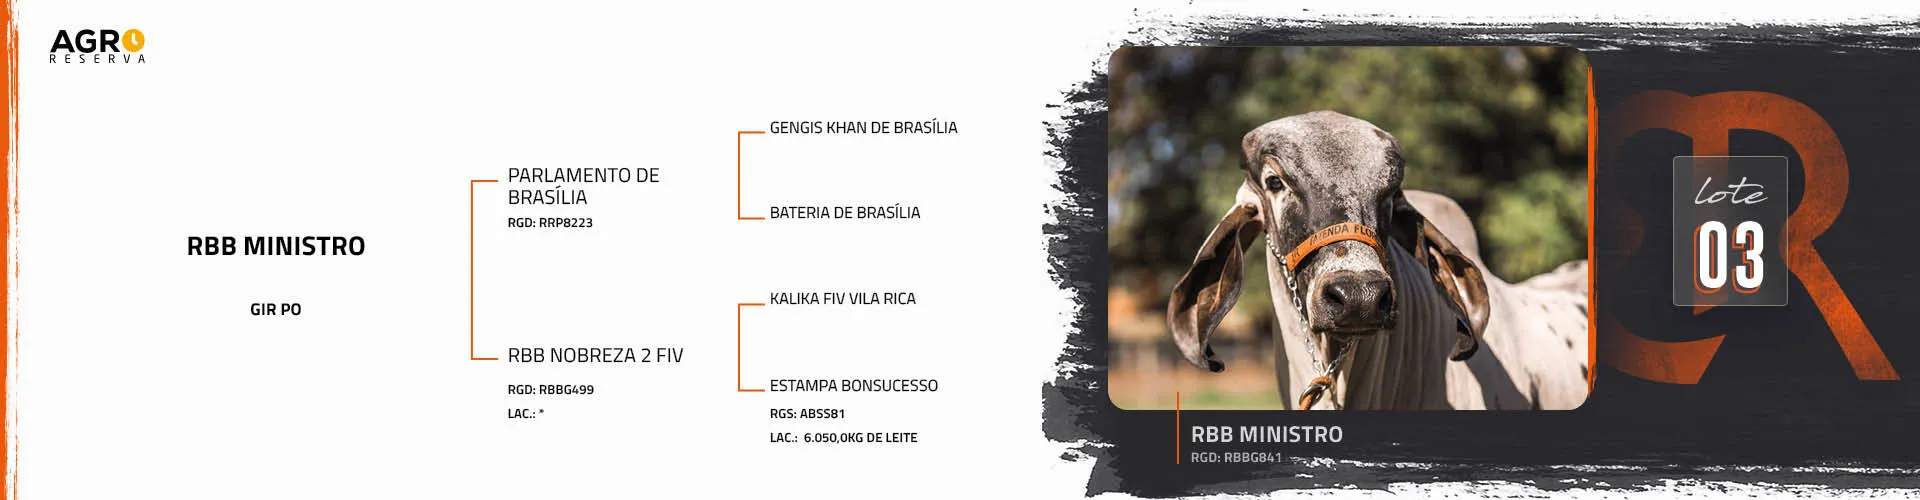 AGRO
RESERVA
RBB MINISTRO
GIR PO
PARLAMENTO DE
BRASÍLIA
RGD: RRP8223
RBB NOBREZA 2 FIV
RGD: RBBG499
LAC.: *
GENGIS KHAN DE BRASÍLIA
BATERIA DE BRASÍLIA
KALIKA FIV VILA RICA
ESTAMPA BONSUCESSO
RGS: ABSS81
LAC.: 6.050,0KG DE LEITE
FAZENDA
lote
03
RBB MINISTRO
RGD: RBBG841